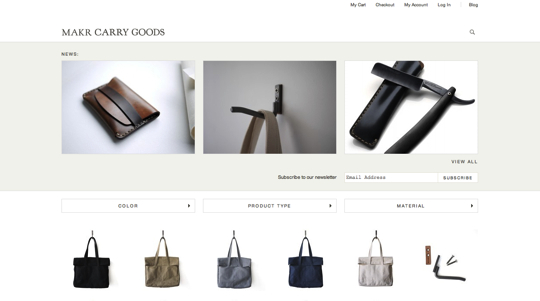 My Cart Checkout My Account Log In Blog
MAKR CARRY GOODS
NEWS:
VIEW ALL
Subscribe to our newsletter Email Address SUBSCRIBE
COLOR PRODUCT TYPE MATERIAL